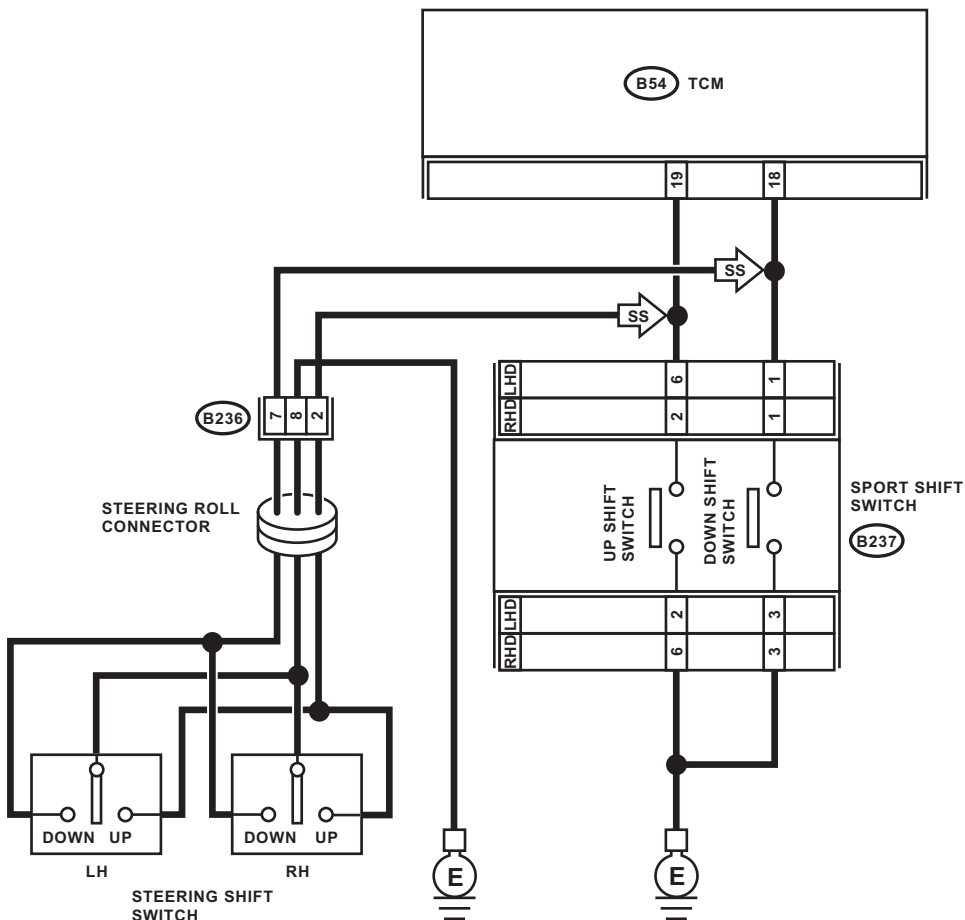 B54 TCM
19
18
SS
SS
B236
7 8 2
LHD 6 1
RHD 2 1
STEERING ROLL
CONNECTOR
UP SHIFT
SWITCH
DOWN SHIFT
SWITCH
SPORT SHIFT
SWITCH
B237
LHD 2 3
RHD 6 3
DOWN UP
LH
DOWN UP
RH
STEERING SHIFT
SWITCH
E
E